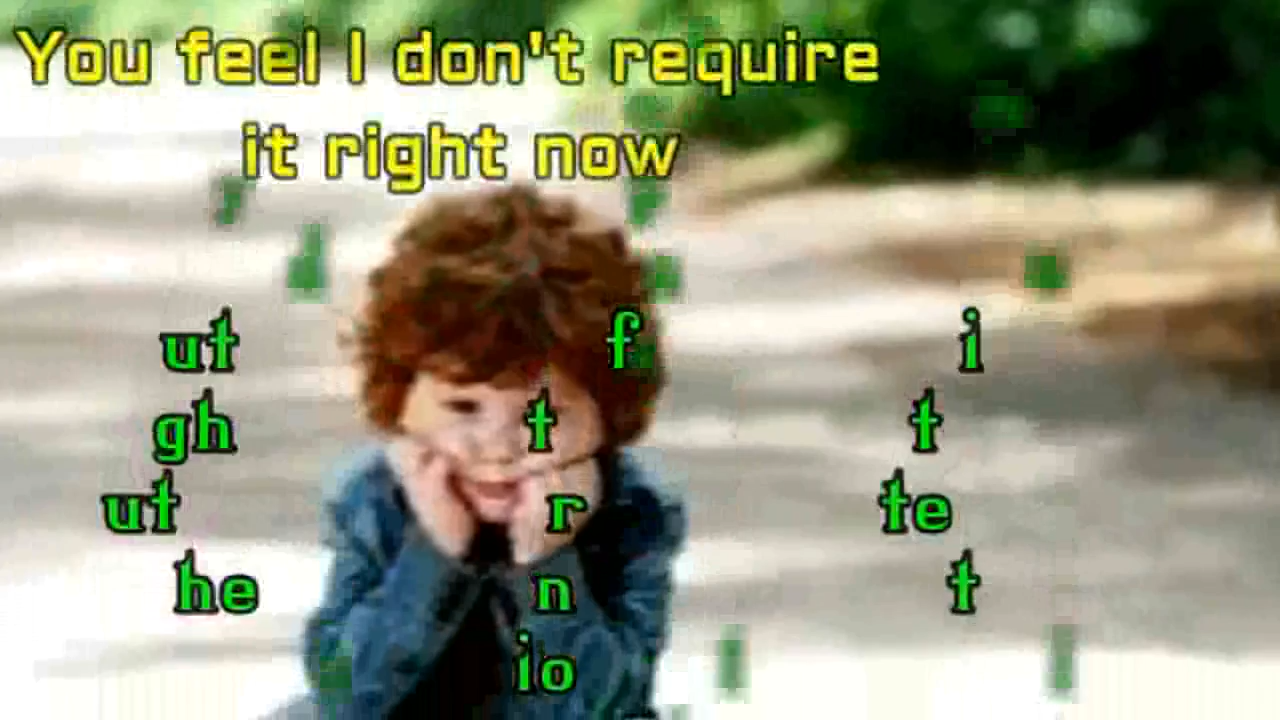 You feel I don't require
it right now
ut f i
gh t t
ut r te
he n t
io